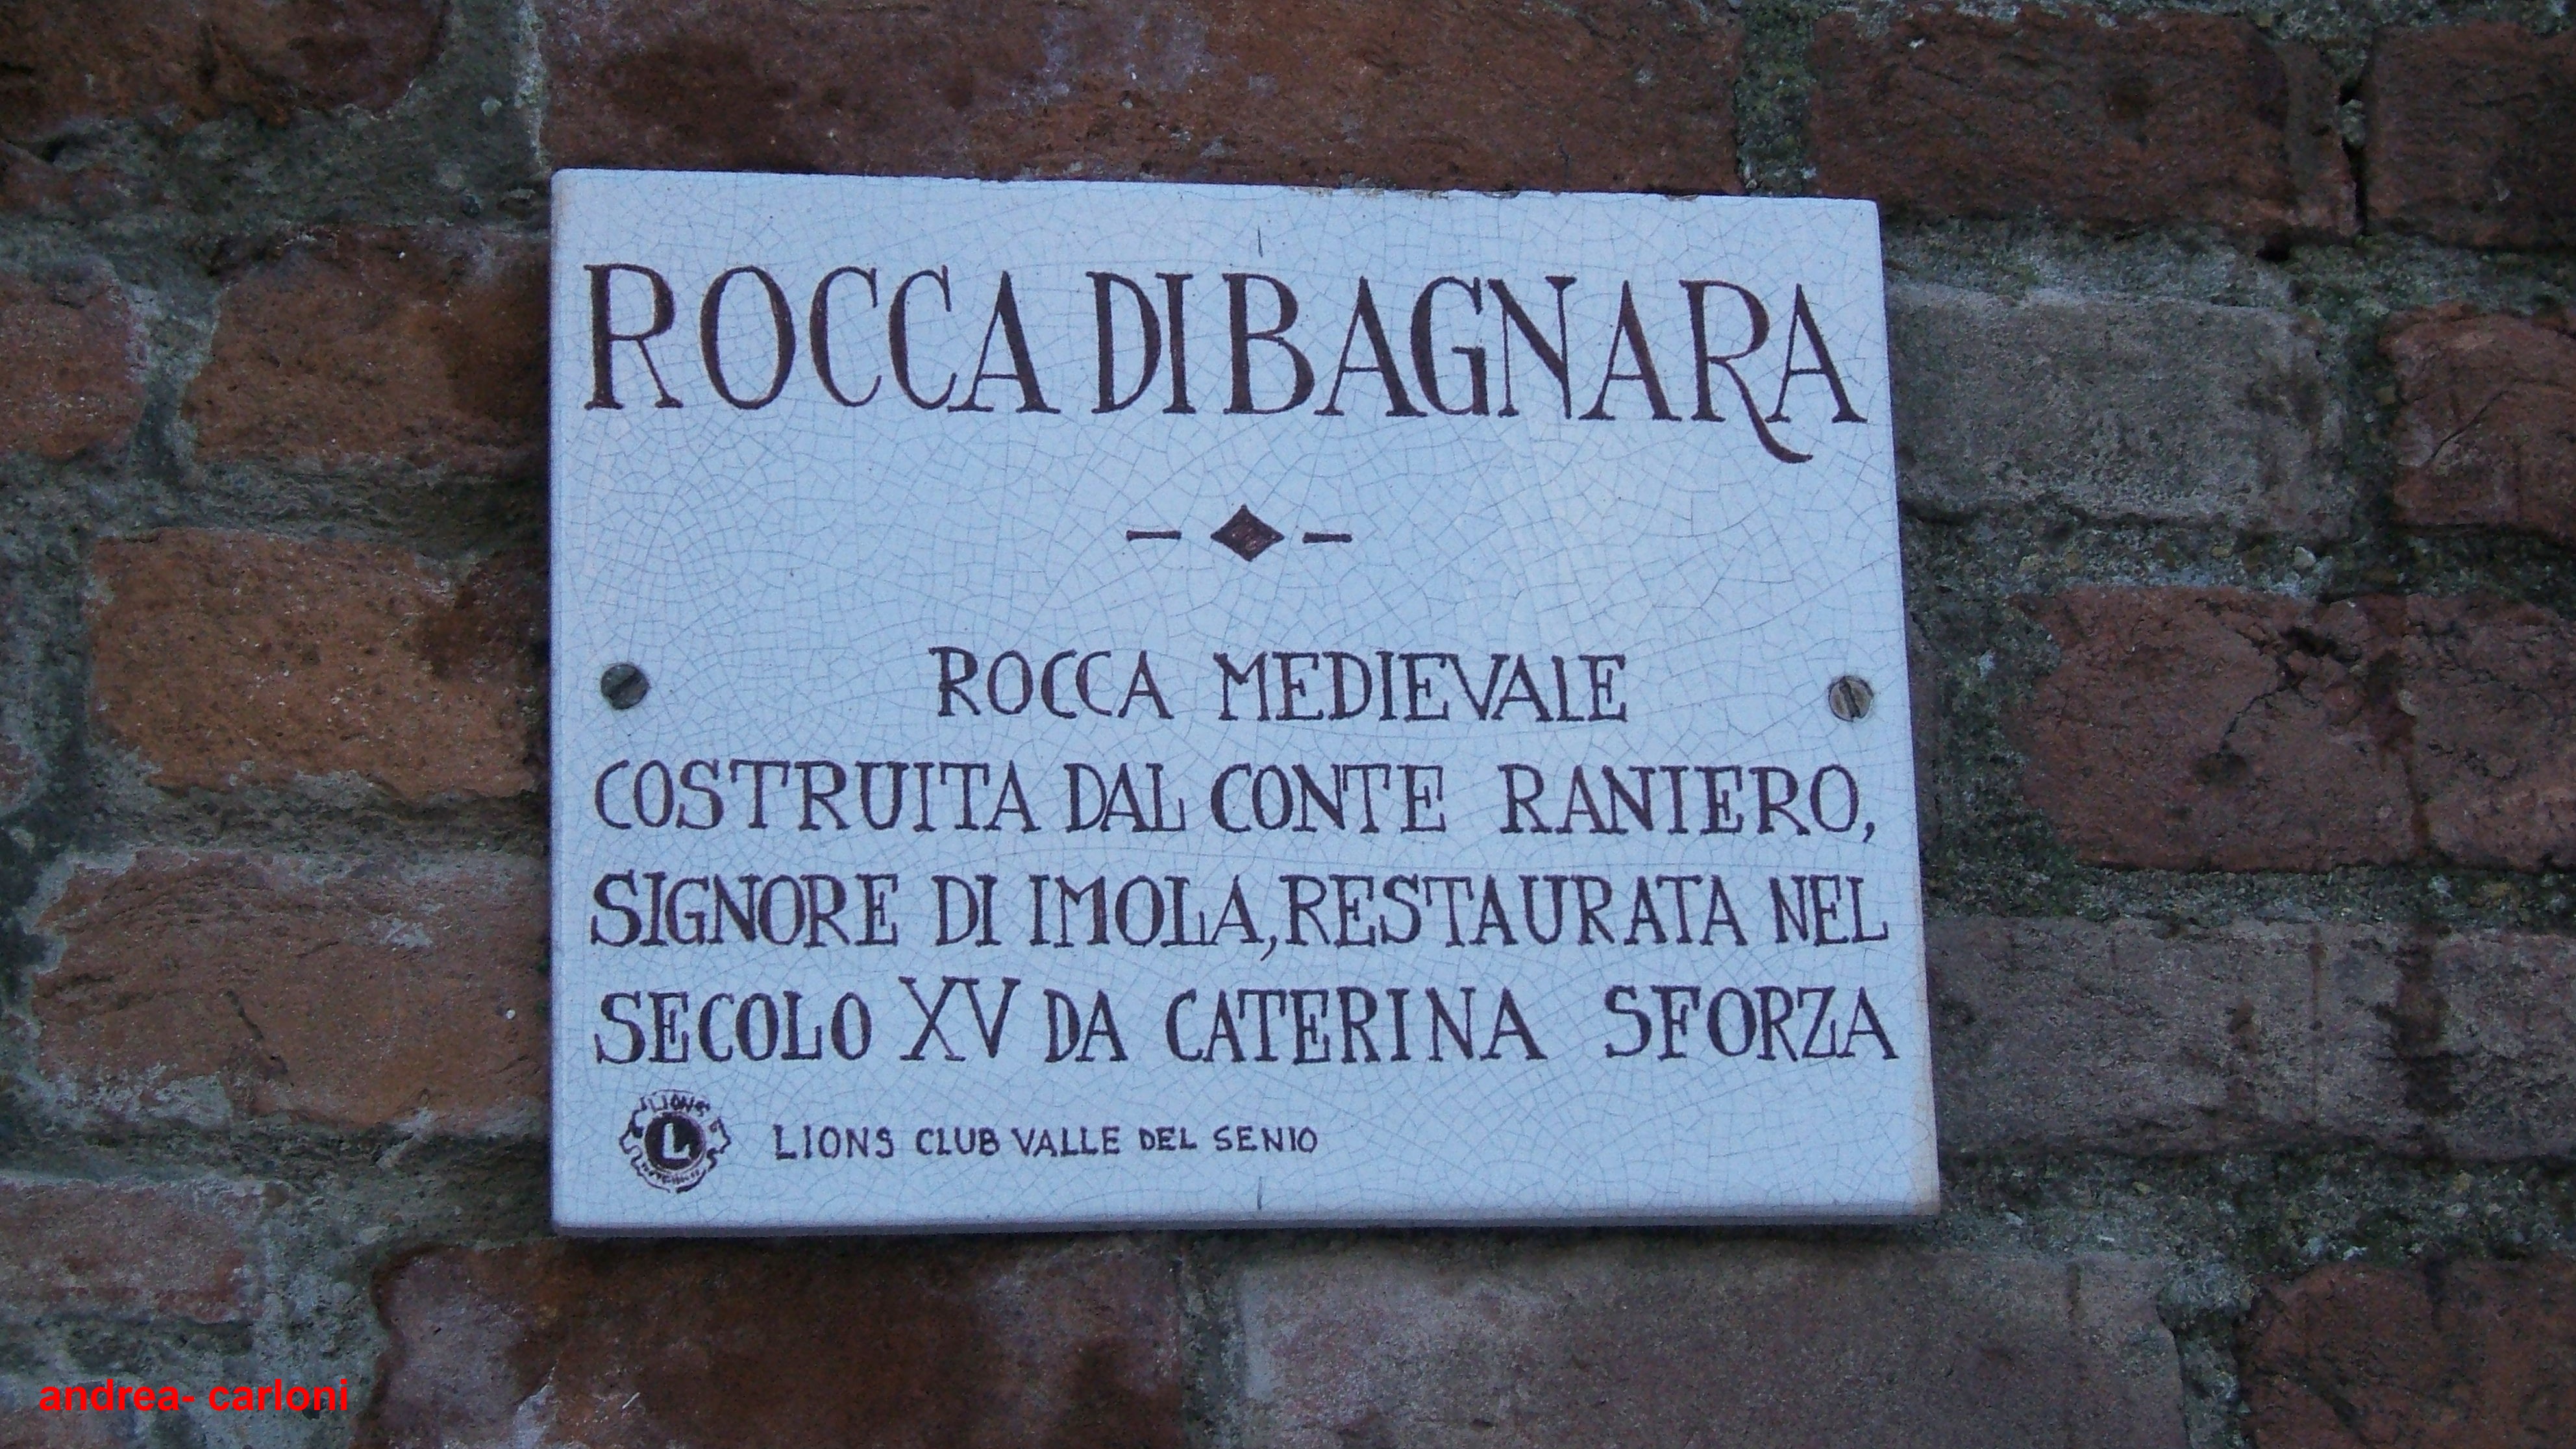 ROCCA DI BAGNARA
ROCCA MEDIEVALE
COSTRUITA DAL CONTE RANIERO,
SIGNORE DI IMOLA, RESTAURATA NEL
SECOLO XV DA CATERINA SFORZA
LIONS
L
LIONS CLUB VALLE DEL SENIO
andrea- carloni